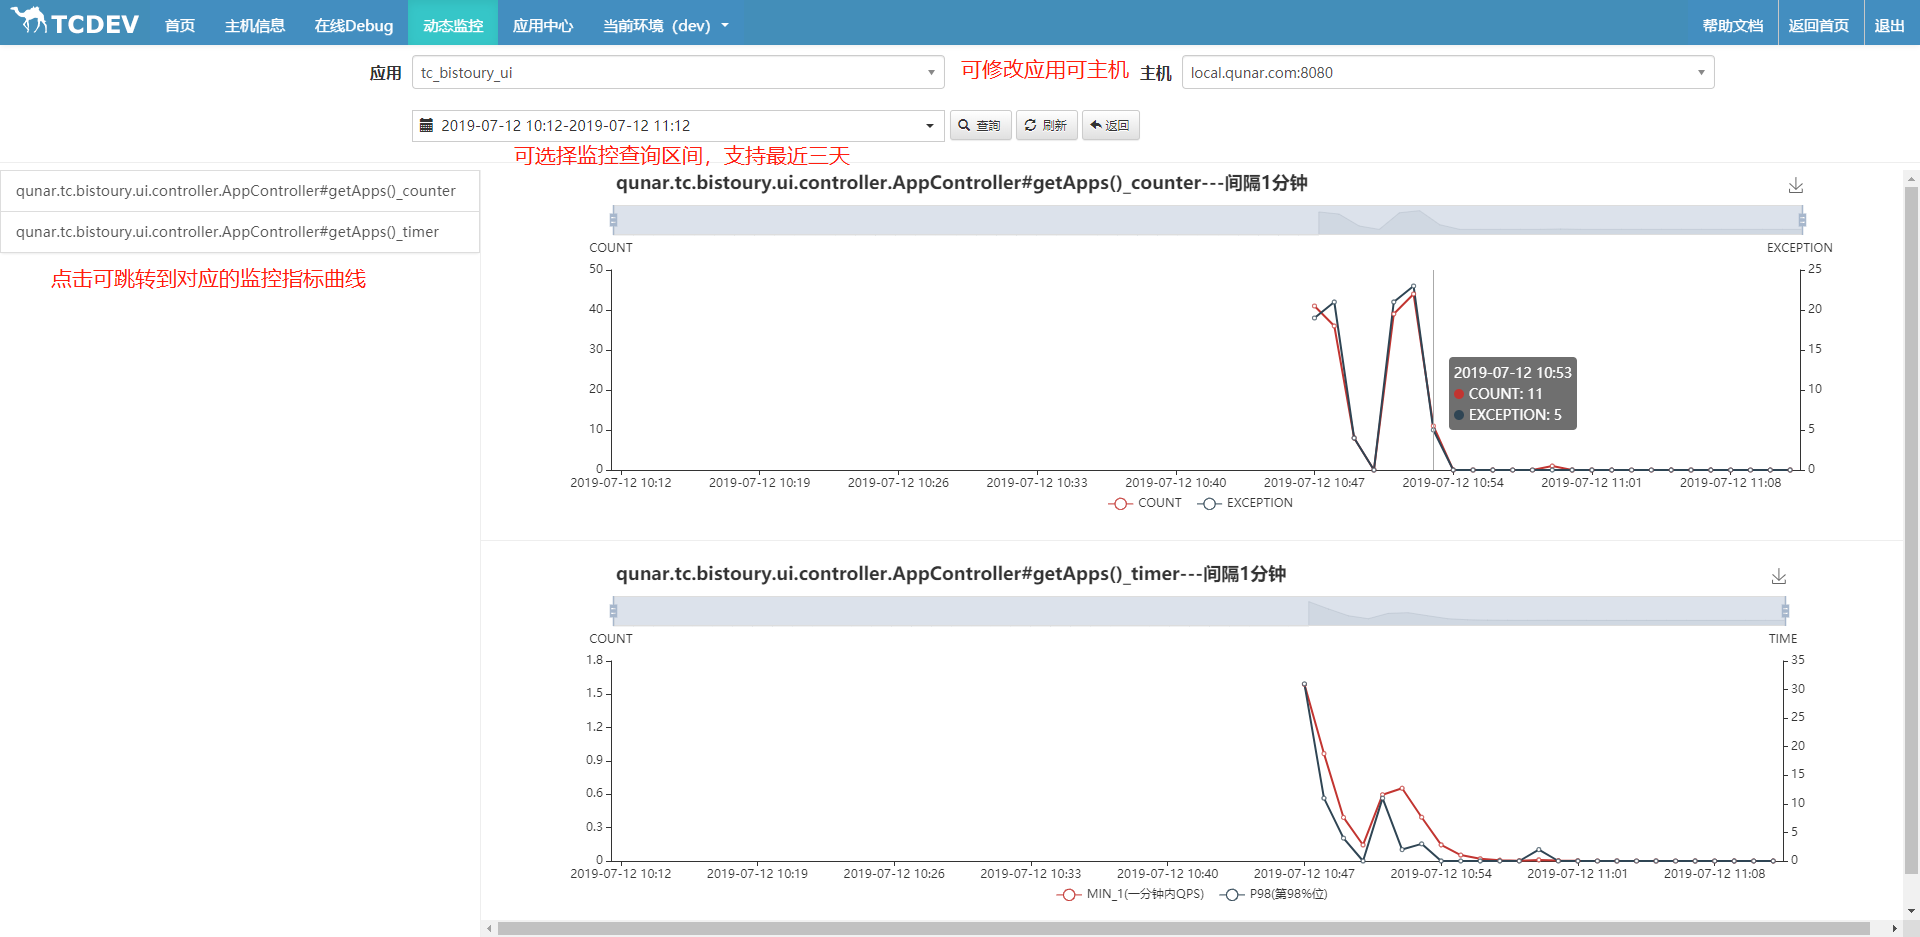 TCDEV 首页 主机信息 在线Debug 动态监控 应用中心 当前环境（dev） 帮助文档 返回首页 退出
应用 tc_bistoury_ui 可修改应用可主机 主机 local.qunar.com:8080
2019-07-12 10:12-2019-07-12 11:12 查詢 刷新 返回
可选择监控查询区间，支持最近三天
qunar.tc.bistoury.ui.controller.AppController#getApps()_counter
qunar.tc.bistoury.ui.controller.AppController#getApps()_timer
点击可跳转到对应的监控指标曲线
qunar.tc.bistoury.ui.controller.AppController#getApps()_counter---间隔1分钟
COUNT EXCEPTION
50 25
40 20
30 15
20 10
10 5
0 0
2019-07-12 10:53
COUNT: 11
EXCEPTION: 5
2019-07-12 10:12 2019-07-12 10:19 2019-07-12 10:26 2019-07-12 10:33 2019-07-12 10:40 2019-07-12 10:47 2019-07-12 10:54 2019-07-12 11:01 2019-07-12 11:08
COUNT EXCEPTION
qunar.tc.bistoury.ui.controller.AppController#getApps()_timer---间隔1分钟
COUNT TIME
1.8 35
1.5 30
1.2 25
0.9 20
0.6 15
0.3 10
0 5
0
2019-07-12 10:12 2019-07-12 10:19 2019-07-12 10:26 2019-07-12 10:33 2019-07-12 10:40 2019-07-12 10:47 2019-07-12 10:54 2019-07-12 11:01 2019-07-12 11:08
MIN_1(一分钟内QPS) P98(第98%位)